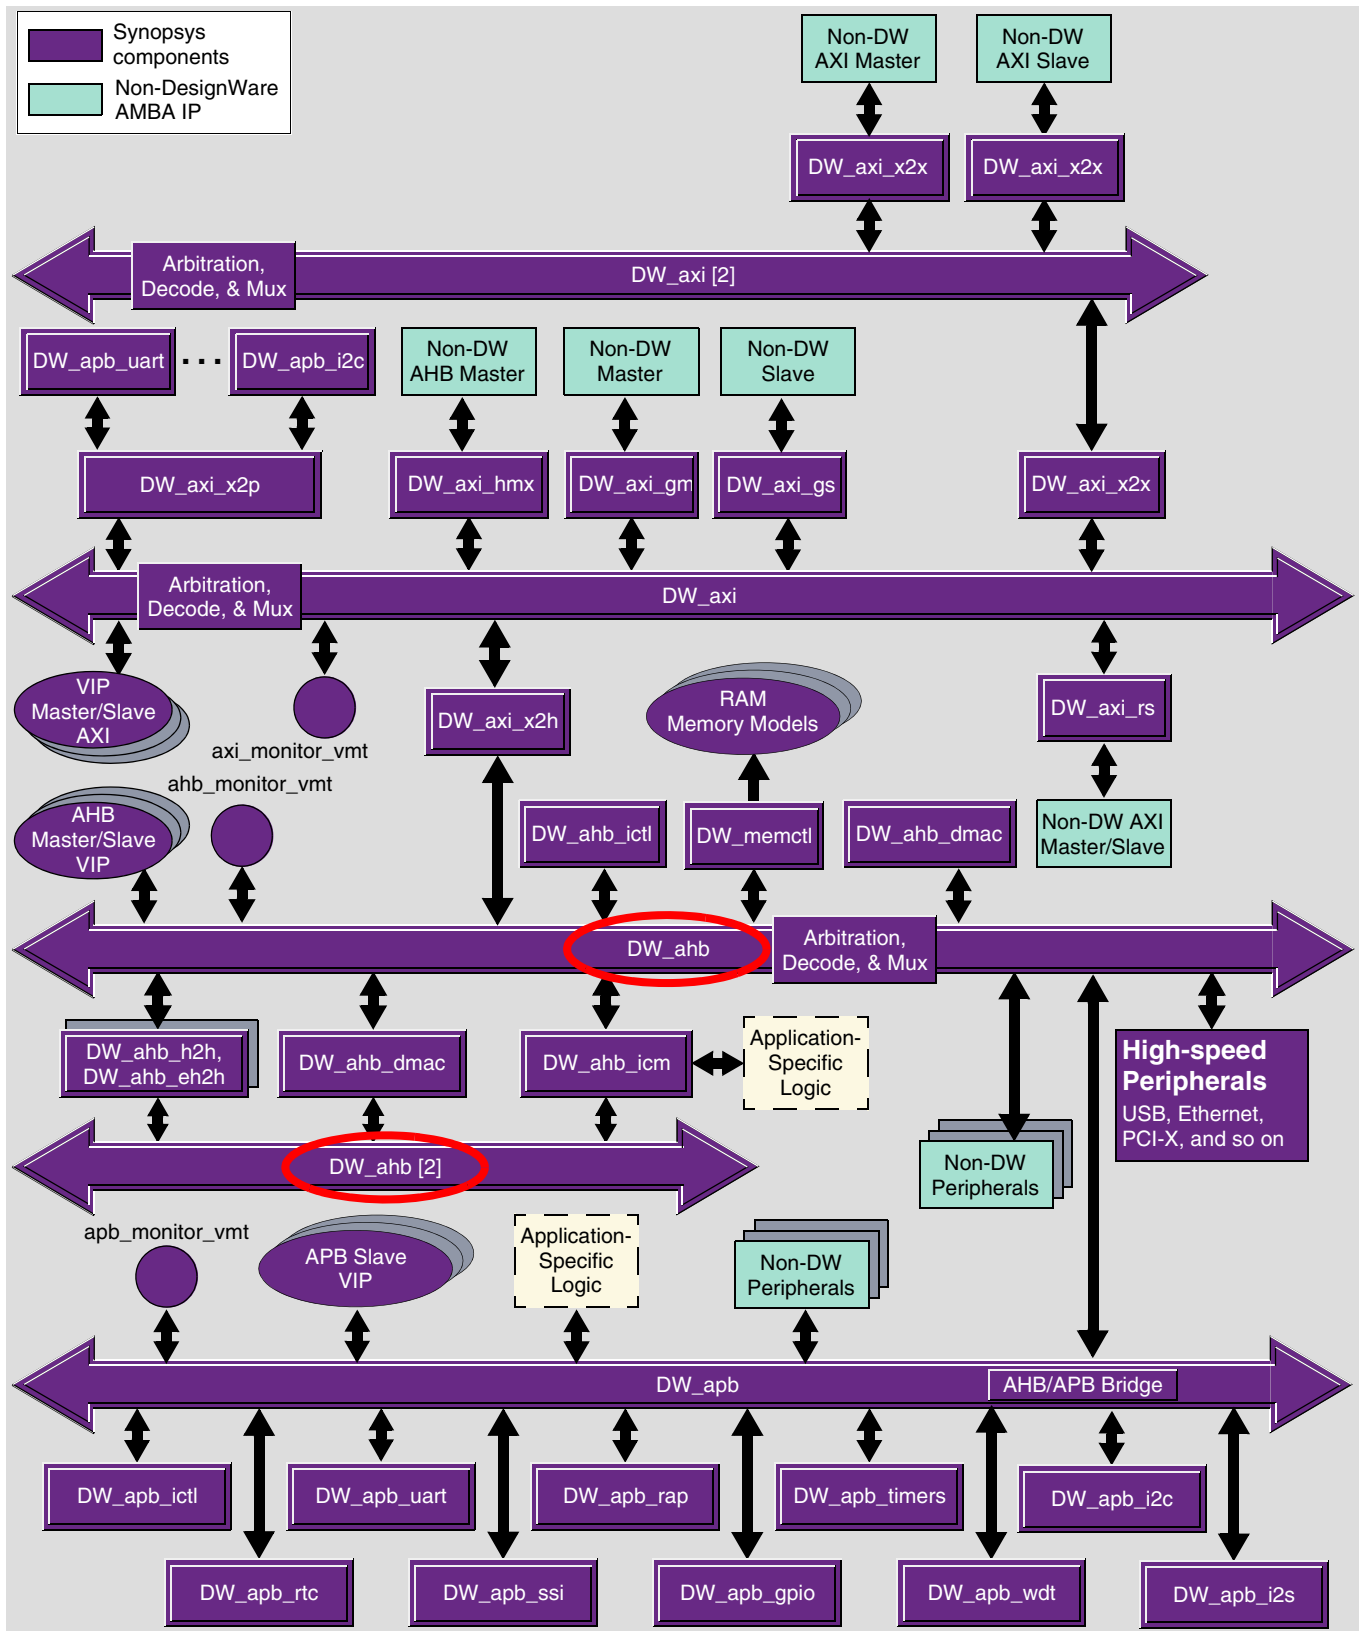 Synopsys
components
Non-DesignWare
AMBA IP
Non-DW
AXI Master
Non-DW
AXI Slave
DW_axi_x2x
DW_axi_x2x
Arbitration,
Decode, & Mux
DW_axi [2]
DW_apb_uart
...
DW_apb_i2c
Non-DW
AHB Master
Non-DW
Master
Non-DW
Slave
DW_axi_x2p
DW_axi_hmx
DW_axi_gm
DW_axi_gs
DW_axi_x2x
Arbitration,
Decode, & Mux
DW_axi
VIP
Master/Slave
AXI
axi_monitor_vmt
DW_axi_x2h
RAM
Memory Models
DW_axi_rs
ahb_monitor_vmt
AHB
Master/Slave
VIP
DW_ahb_ictl
DW_memctl
DW_ahb_dmac
Non-DW AXI
Master/Slave
DW_ahb
Arbitration,
Decode, & Mux
DW_ahb_h2h,
DW_ahb_eh2h
DW_ahb_dmac
DW_ahb_icm
Application-
Specific
Logic
High-speed
Peripherals
USB, Ethernet,
PCI-X, and so on
DW_ahb [2]
Non-DW
Peripherals
apb_monitor_vmt
APB Slave
VIP
Application-
Specific
Logic
Non-DW
Peripherals
DW_apb
AHB/APB Bridge
DW_apb_ictl
DW_apb_uart
DW_apb_rap
DW_apb_timers
DW_apb_i2c
DW_apb_rtc
DW_apb_ssi
DW_apb_gpio
DW_apb_wdt
DW_apb_i2s